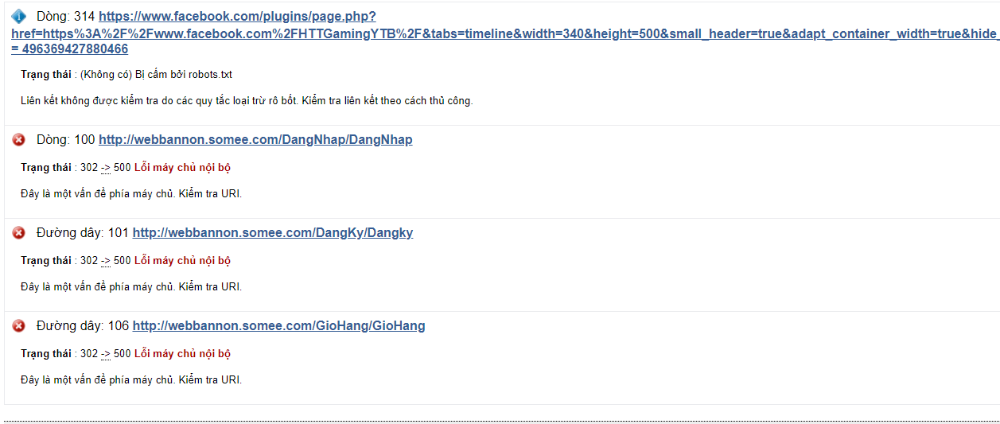 Dòng: 314 https://www.facebook.com/plugins/page.php?
href=https%3A%2F%2Fwww.facebook.com%2FHTTGamingYTB%2F&tabs=timeline&width=340&height=500&small_header=true&adapt_container_width=true&hide_
= 496369427880466
Trạng thái : (Không có) Bị cấm bởi robots.txt
Liên kết không được kiểm tra do các quy tắc loại trừ rô bốt. Kiểm tra liên kết theo cách thủ công.
Dòng: 100 http://webbannon.somee.com/DangNhap/DangNhap
Trạng thái : 302 -> 500 Lỗi máy chủ nội bộ
Đây là một vấn đề phía máy chủ. Kiểm tra URI.
Đường dây: 101 http://webbannon.somee.com/DangKy/Dangky
Trạng thái : 302 -> 500 Lỗi máy chủ nội bộ
Đây là một vấn đề phía máy chủ. Kiểm tra URI.
Đường dây: 106 http://webbannon.somee.com/GioHang/GioHang
Trạng thái : 302 -> 500 Lỗi máy chủ nội bộ
Đây là một vấn đề phía máy chủ. Kiểm tra URI.